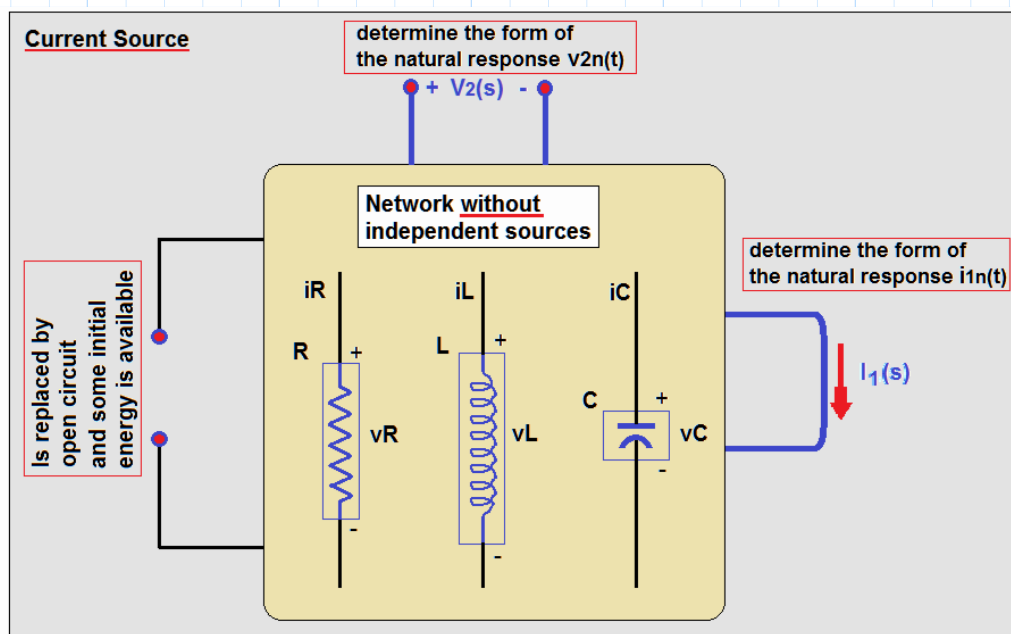 Current Source
determine the form of
the natural response v2n(t)
+ V2(s) -
Network without
independent sources
determine the form of
the natural response i1n(t)
Is replaced by
open circuit
and some initial
energy is available
iR
iL
iC
R
+
L
+
C
+
vR
vL
vC
I1(s)
-
-
-